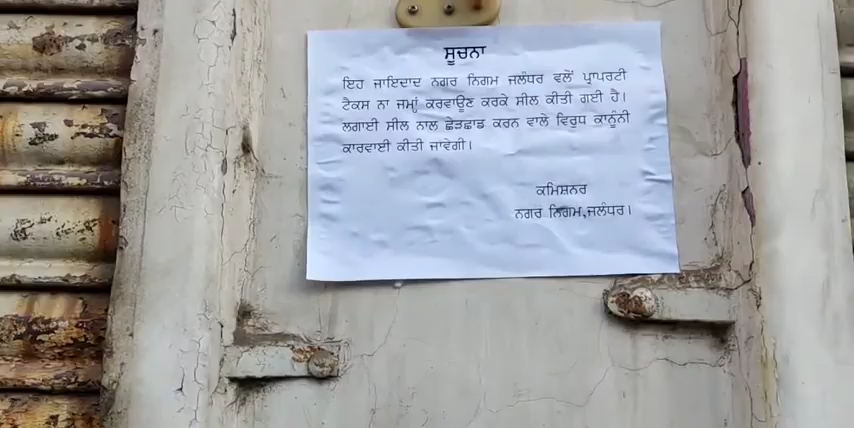 ਸੂਚਨਾ
ਇਹ ਜਾਇਦਾਦ ਨਗਰ ਨਿਗਮ ਜਲੰਧਰ ਵਲੋਂ ਪ੍ਰਾਪਰਟੀ
ਟੈਕਸ ਨਾ ਜਮ੍ਹਾਂ ਕਰਵਾਉਣ ਕਰਕੇ ਸੀਲ ਕੀਤੀ ਗਈ ਹੈ।
ਲਗਾਈ ਸੀਲ ਨਾਲ ਛੇੜਛਾਡ ਕਰਨ ਵਾਲੇ ਵਿਰੁਧ ਕਾਨੂੰਨੀ
ਕਾਰਵਾਈ ਕੀਤੀ ਜਾਵੇਗੀ।
ਕਮਿਸ਼ਨਰ
ਨਗਰ ਨਿਗਮ,ਜਲੰਧਰ।